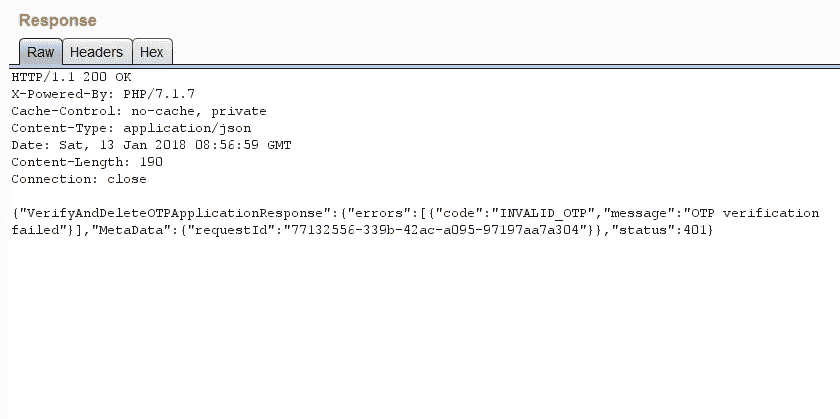 Response
Raw Headers Hex
HTTP/1.1 200 OK
X-Powered-By: PHP/7.1.7
Cache-Control: no-cache, private
Content-Type: application/json
Date: Sat, 13 Jan 2018 08:56:59 GMT
Content-Length: 190
Connection: close
{"VerifyAndDeleteOTPApplicationResponse":{"errors":[{"code":"INVALID_OTP","message":"OTP verification
failed"}],"MetaData":{"requestId":"77132556-339b-42ac-a095-97197aa7a304"}},"status":401}